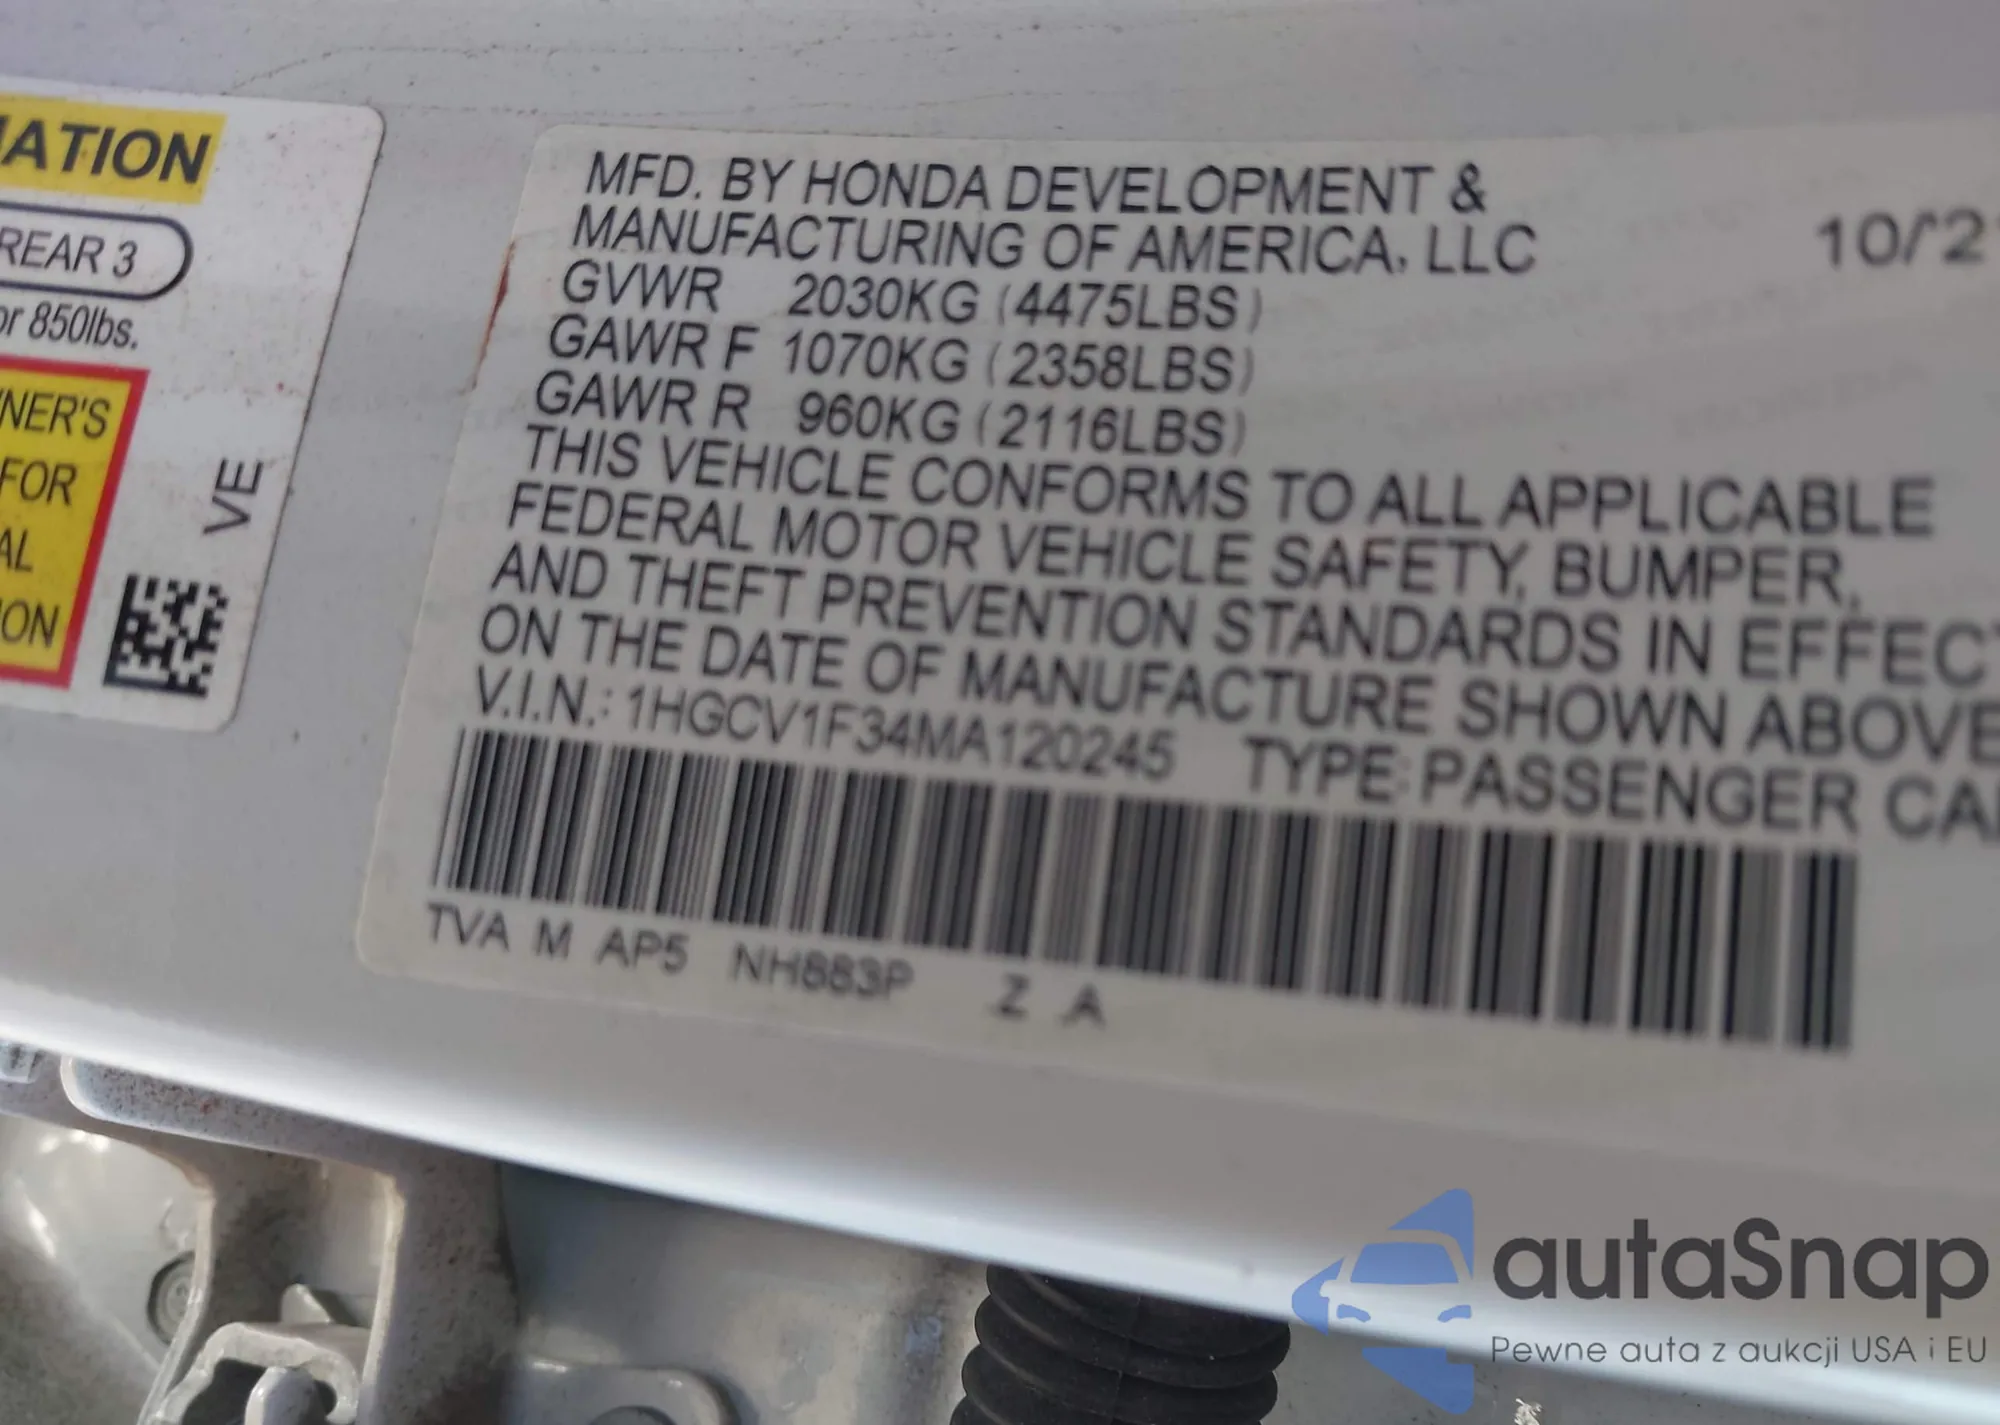 MATION
REAR 3
or 850lbs.
NER'S
FOR
AL
ION
VE
MFD. BY HONDA DEVELOPMENT &
MANUFACTURING OF AMERICA, LLC
10/21
GVWR 2030KG (4475LBS)
GAWR F 1070KG (2358LBS)
GAWR R 960KG (2116LBS)
THIS VEHICLE CONFORMS TO ALL APPLICABLE
FEDERAL MOTOR VEHICLE SAFETY, BUMPER,
AND THEFT PREVENTION STANDARDS IN EFFECT
ON THE DATE OF MANUFACTURE SHOWN ABOVE
V.I.N.: 1HGCV1F34MA120245 TYPE: PASSENGER CAR
TVA M AP5 NH883P Z A
autaSnap
Pewne auta z aukcji USA i EU